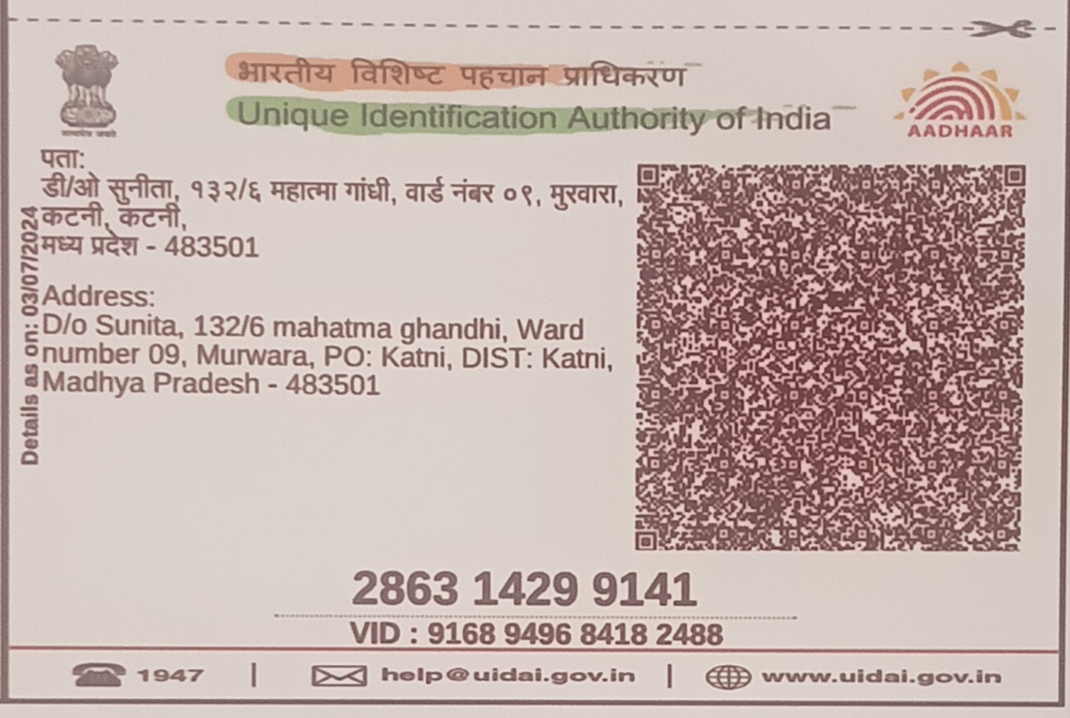 भारतीय विशिष्ट पहचान प्राधिकरण
Unique Identification Authority of India
सत्यमेव जयते
AADHAAR
पता:
डी/ओ सुनीता, १३२/६ महात्मा गांधी, वार्ड नंबर ०९, मुरवारा,
कटनी, कटनी,
मध्य प्रदेश - 483501
Details as on: 03/07/2024
Address:
D/o Sunita, 132/6 mahatma ghandhi, Ward
number 09, Murwara, PO: Katni, DIST: Katni,
Madhya Pradesh - 483501
2863 1429 9141
VID : 9168 9496 8418 2488
1947 | help@uidai.gov.in | www.uidai.gov.in